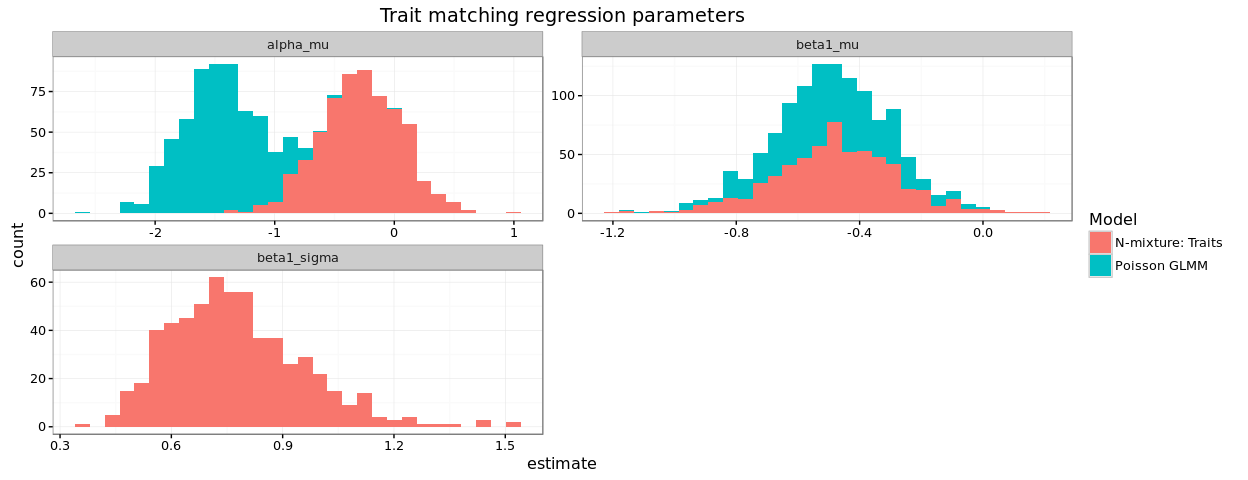 Trait matching regression parameters
alpha_mu
beta1_mu
75
50
25
0
-2
-1
0
1
100
50
0
-1.2
-0.8
-0.4
0.0
count
beta1_sigma
60
40
20
0
0.3
0.6
0.9
1.2
1.5
estimate
Model
N-mixture: Traits
Poisson GLMM